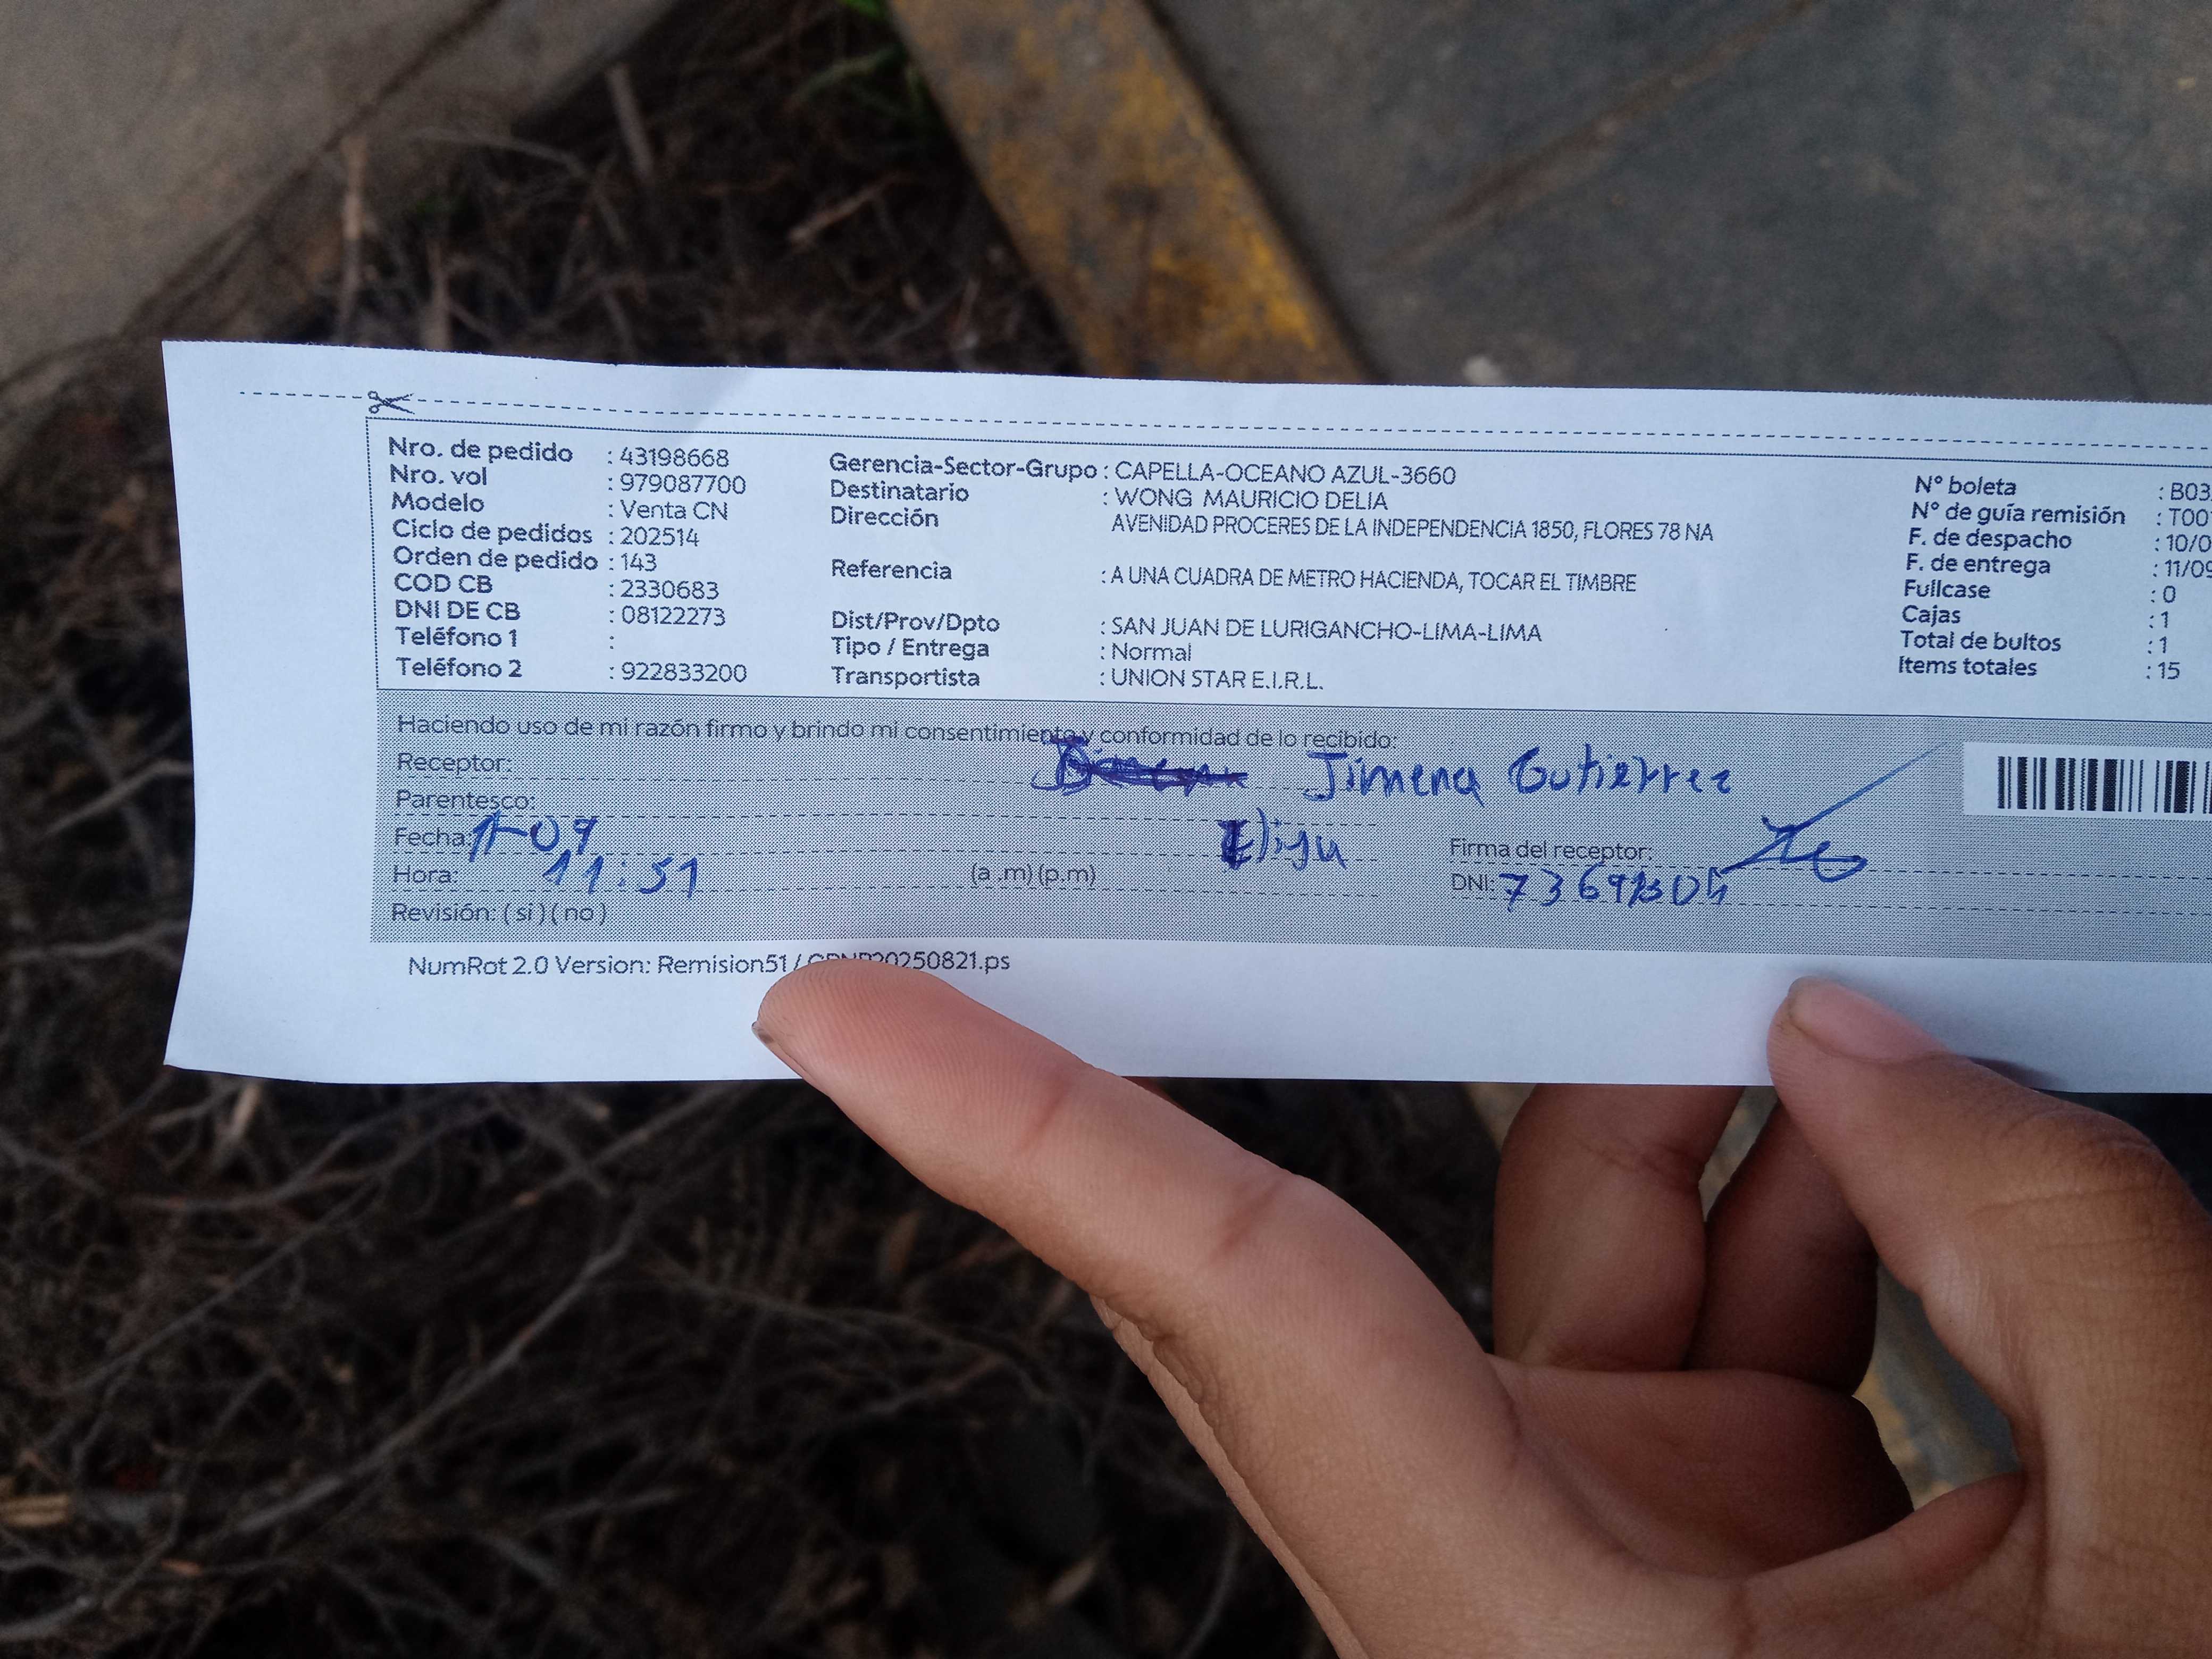 Nro. de pedido : 43198668
Nro. vol : 979087700
Modelo : Venta CN
Ciclo de pedidos : 202514
Orden de pedido : 143
COD CB : 2330683
DNI DE CB : 08122273
Teléfono 1 :
Teléfono 2 : 922833200
Gerencia-Sector-Grupo : CAPELLA-OCEANO AZUL-3660
Destinatario : WONG MAURICIO DELIA
Dirección AVENIDAD PROCERES DE LA INDEPENDENCIA 1850, FLORES 78 NA
Referencia : A UNA CUADRA DE METRO HACIENDA, TOCAR EL TIMBRE
Dist/Prov/Dpto : SAN JUAN DE LURIGANCHO-LIMA-LIMA
Tipo / Entrega : Normal
Transportista : UNION STAR E.I.R.L.
N° boleta : B03
N° de guía remisión : T00
F. de despacho : 10/0
F. de entrega : 11/09
Fullcase : 0
Cajas : 1
Total de bultos : 1
Items totales : 15
Haciendo uso de mi razón firmo y brindo mi consentimiento y conformidad de lo recibido:
Receptor: Jimena Gutierrez
Parentesco:
Fecha: 11-09
Hora: 11:51 (a .m) (p.m)
Revisión: ( si ) ( no )
Firma del receptor:
DNI:
NumRot 2.0 Version: Remision51 / 20250821.ps